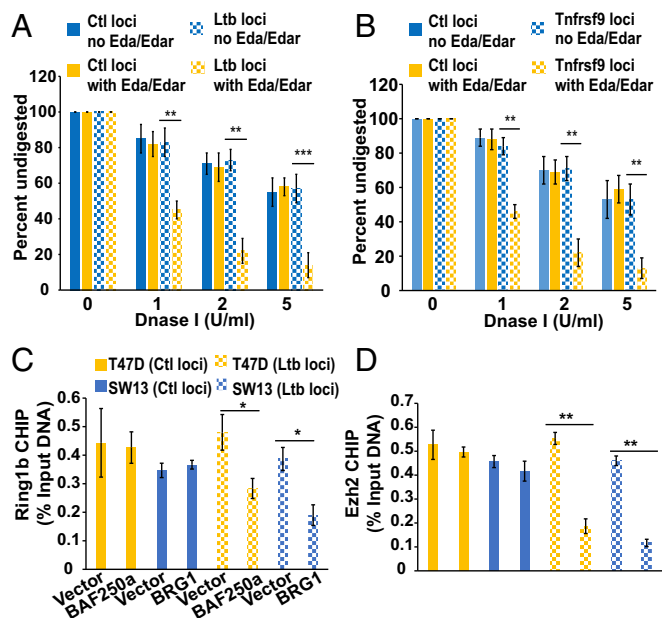 A
Ctl loci no Eda/Edar
Ltb loci no Eda/Edar
Ctl loci with Eda/Edar
Ltb loci with Eda/Edar
Percent undigested
120
100
80
60
40
20
0
** ** ***
0 1 2 5
Dnase I (U/ml)
B
Ctl loci no Eda/Edar
Tnfrsf9 loci no Eda/Edar
Ctl loci with Eda/Edar
Tnfrsf9 loci with Eda/Edar
Percent undigested
120
100
80
60
40
20
0
** ** **
0 1 2 5
Dnase I (U/ml)
C
T47D (Ctl loci) T47D (Ltb loci)
SW13 (Ctl loci) SW13 (Ltb loci)
Ring1b CHIP
(% Input DNA)
0.6
0.5
0.4
0.3
0.2
0.1
0
* *
Vector BAF250a Vector BRG1 Vector BAF250a Vector BRG1
D
Ezh2 CHIP
(% Input DNA)
0.6
0.5
0.4
0.3
0.2
0.1
0
** **